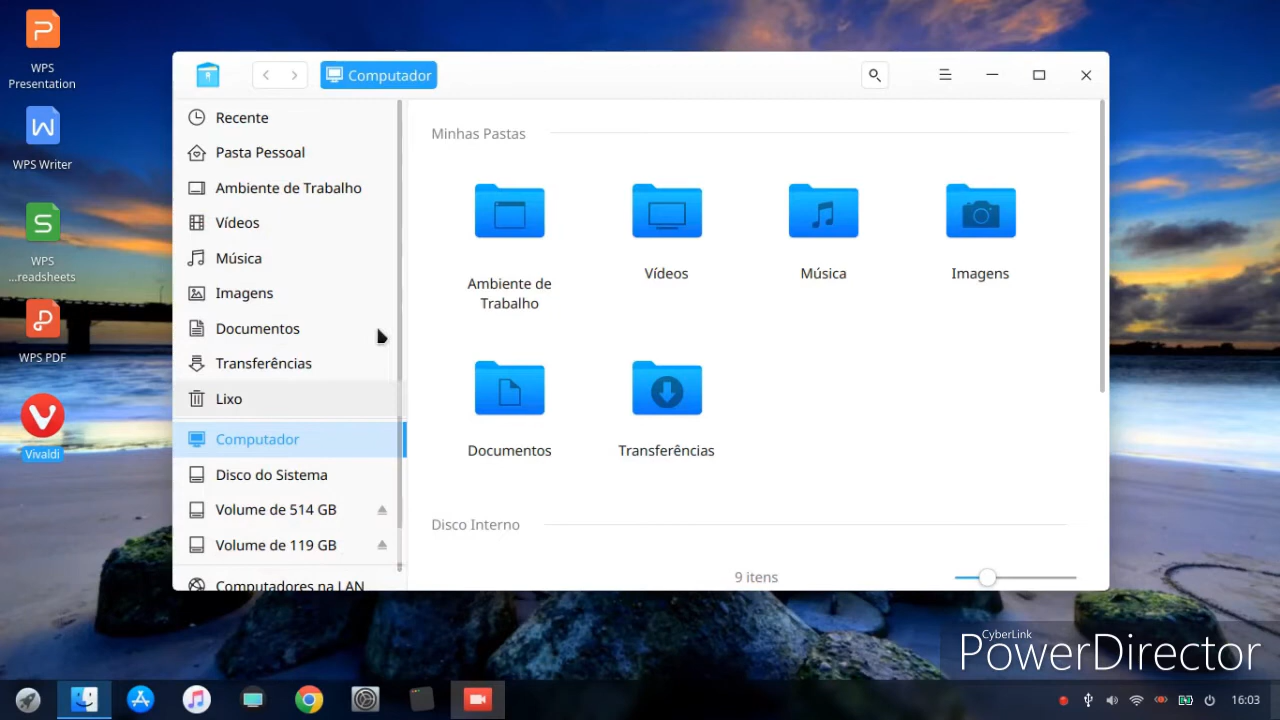 WPS
Presentation
WPS Writer
WPS
...readsheets
WPS PDF
Vivaldi
Computador
Recente
Pasta Pessoal
Ambiente de Trabalho
Vídeos
Música
Imagens
Documentos
Transferências
Lixo
Computador
Disco do Sistema
Volume de 514 GB
Volume de 119 GB
Computadores na LAN
Minhas Pastas
Ambiente de
Trabalho
Vídeos
Música
Imagens
Documentos
Transferências
Disco Interno
9 itens
CyberLink
PowerDirector
16:03